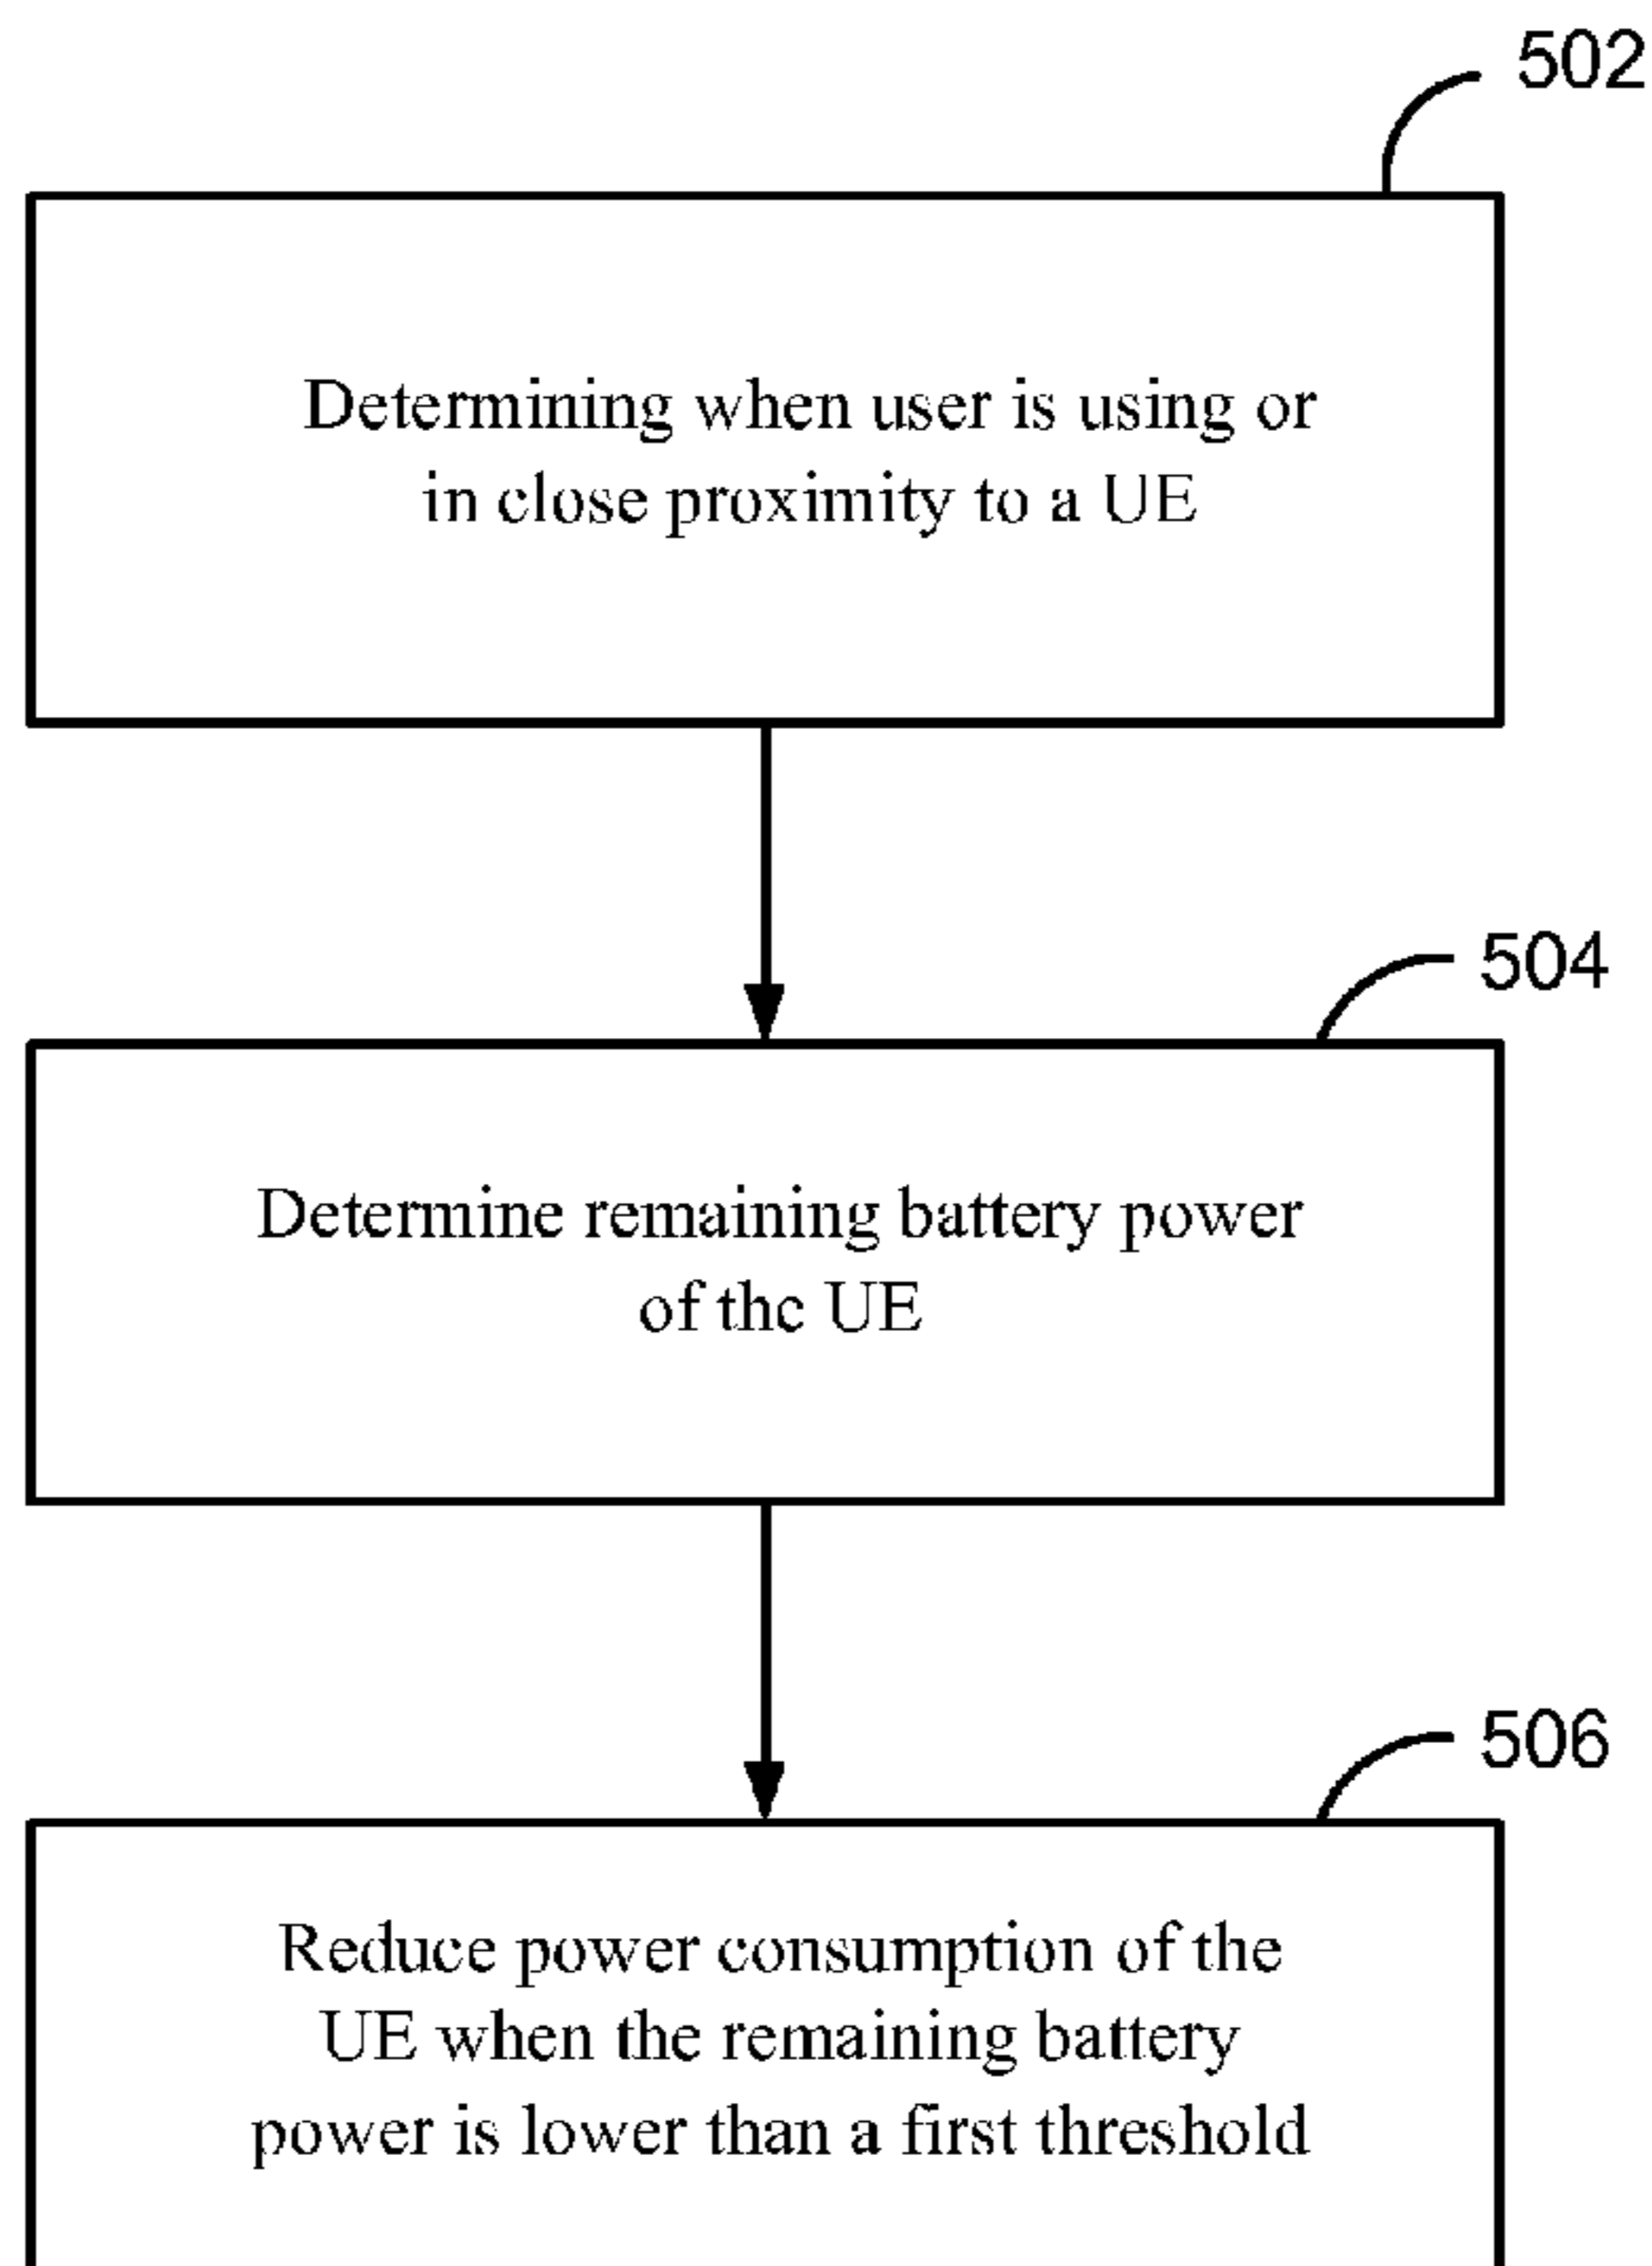 502
Determining when user is using or
in close proximity to a UE
504
Determine remaining battery power
of the UE
506
Reduce power consumption of the
UE when the remaining battery
power is lower than a first threshold